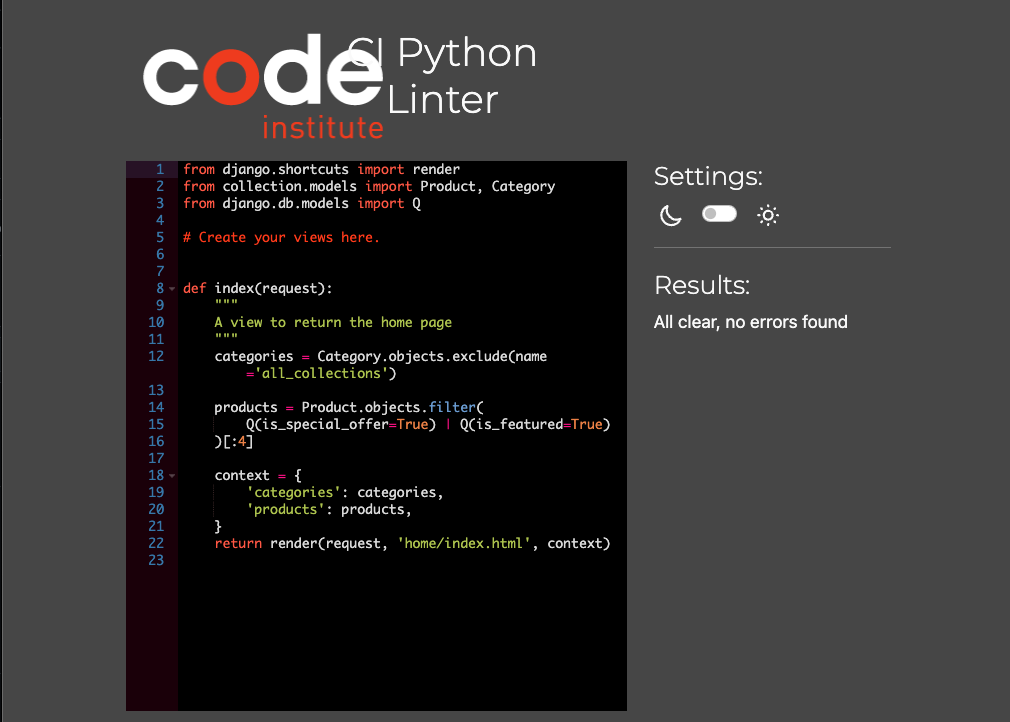 code
institute
CI Python
Linter
1 from django.shortcuts import render
2 from collection.models import Product, Category
3 from django.db.models import Q
4
5 # Create your views here.
6
7
8 def index(request):
9     """
10     A view to return the home page
11     """
12     categories = Category.objects.exclude(name
        ='all_collections')
13
14     products = Product.objects.filter(
15         Q(is_special_offer=True) | Q(is_featured=True)
16     )[:4]
17
18     context = {
19         'categories': categories,
20         'products': products,
21     }
22     return render(request, 'home/index.html', context)
23
Settings:
Results:
All clear, no errors found